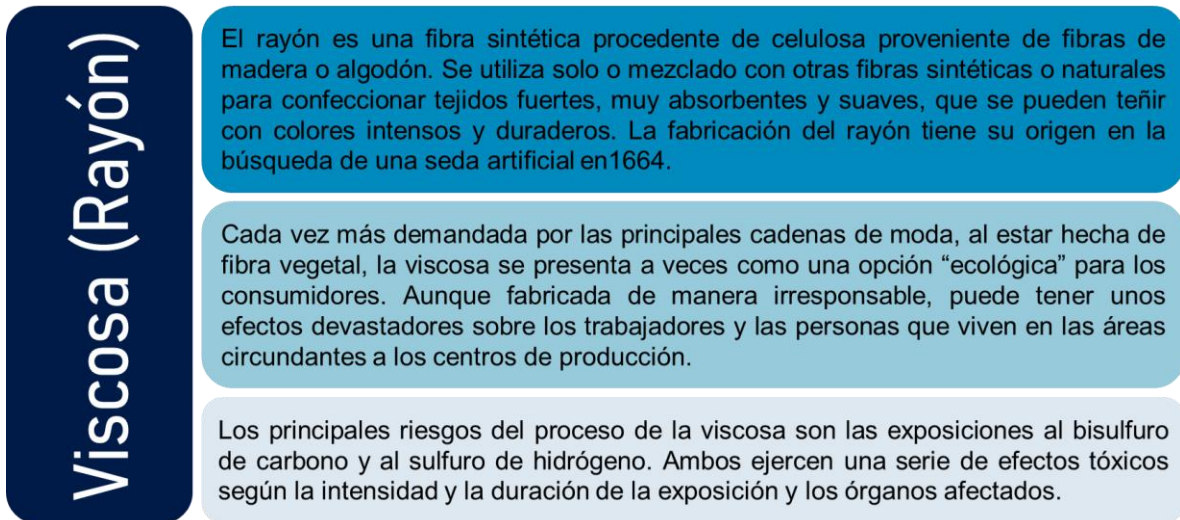 Viscosa (Rayón)
El rayón es una fibra sintética procedente de celulosa proveniente de fibras de
madera o algodón. Se utiliza solo o mezclado con otras fibras sintéticas o naturales
para confeccionar tejidos fuertes, muy absorbentes y suaves, que se pueden teñir
con colores intensos y duraderos. La fabricación del rayón tiene su origen en la
búsqueda de una seda artificial en1664.
Cada vez más demandada por las principales cadenas de moda, al estar hecha de
fibra vegetal, la viscosa se presenta a veces como una opción “ecológica” para los
consumidores. Aunque fabricada de manera irresponsable, puede tener unos
efectos devastadores sobre los trabajadores y las personas que viven en las áreas
circundantes a los centros de producción.
Los principales riesgos del proceso de la viscosa son las exposiciones al bisulfuro
de carbono y al sulfuro de hidrógeno. Ambos ejercen una serie de efectos tóxicos
según la intensidad y la duración de la exposición y los órganos afectados.